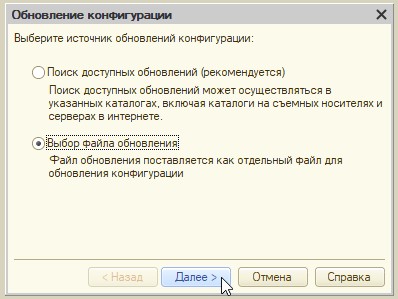 Обновление конфигурации
Выберите источник обновлений конфигурации:
Поиск доступных обновлений (рекомендуется)
Поиск доступных обновлений может осуществляться в
указанных каталогах, включая каталоги на съемных носителях и
серверах в интернете.
Выбор файла обновления
Файл обновления поставляется как отдельный файл для
обновления конфигурации
< Назад Далее > Отмена Справка